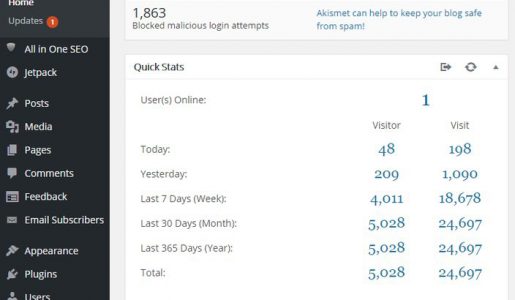 Home
Updates 1
All in One SEO
Jetpack
Posts
Media
Pages
Comments
Feedback
Email Subscribers
Appearance
Plugins
Users
1,863
Blocked malicious login attempts
Akismet can help to keep your blog safe
from spam!
Quick Stats
User(s) Online: 1
Visitor Visit
Today: 48 198
Yesterday: 209 1,090
Last 7 Days (Week): 4,011 18,678
Last 30 Days (Month): 5,028 24,697
Last 365 Days (Year): 5,028 24,697
Total: 5,028 24,697